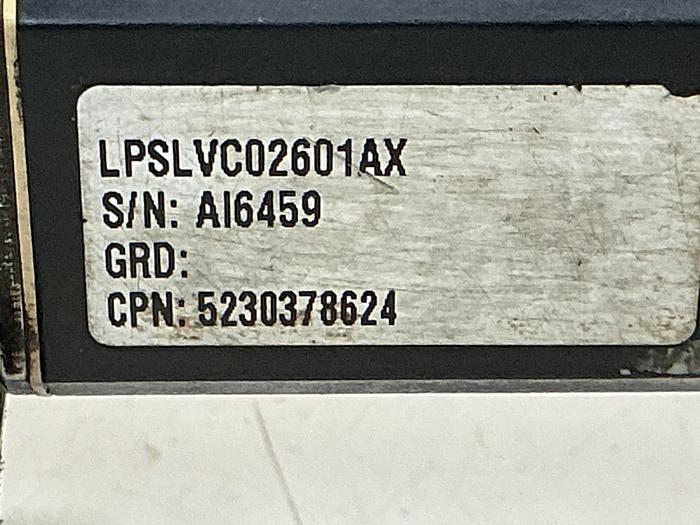 LPSLVC02601AX
S/N: AI6459
GRD:
CPN: 5230378624